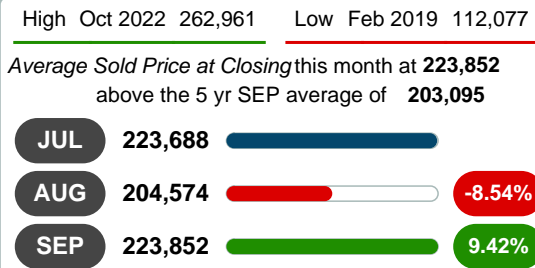 High Oct 2022 262,961 Low Feb 2019 112,077
Average Sold Price at Closing this month at 223,852
above the 5 yr SEP average of 203,095
JUL 223,688
AUG 204,574 -8.54%
SEP 223,852 9.42%